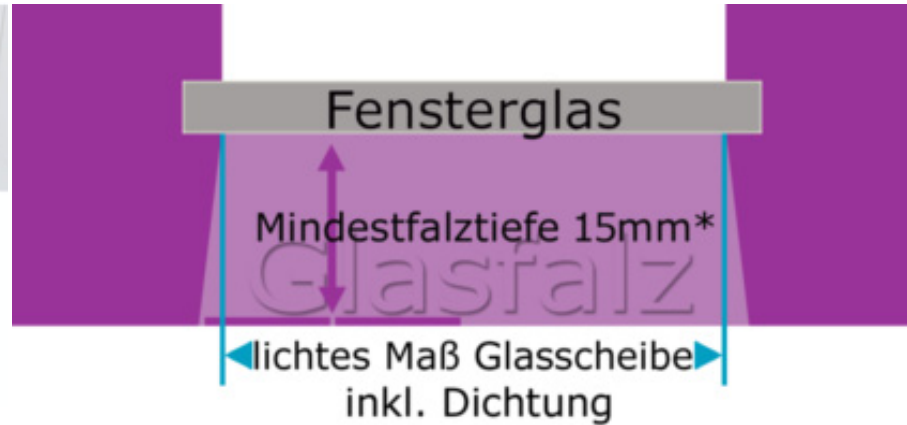 Fensterglas
Mindestfalztiefe 15mm*
Glasfalz
lichtes Maß Glasscheibe
inkl. Dichtung